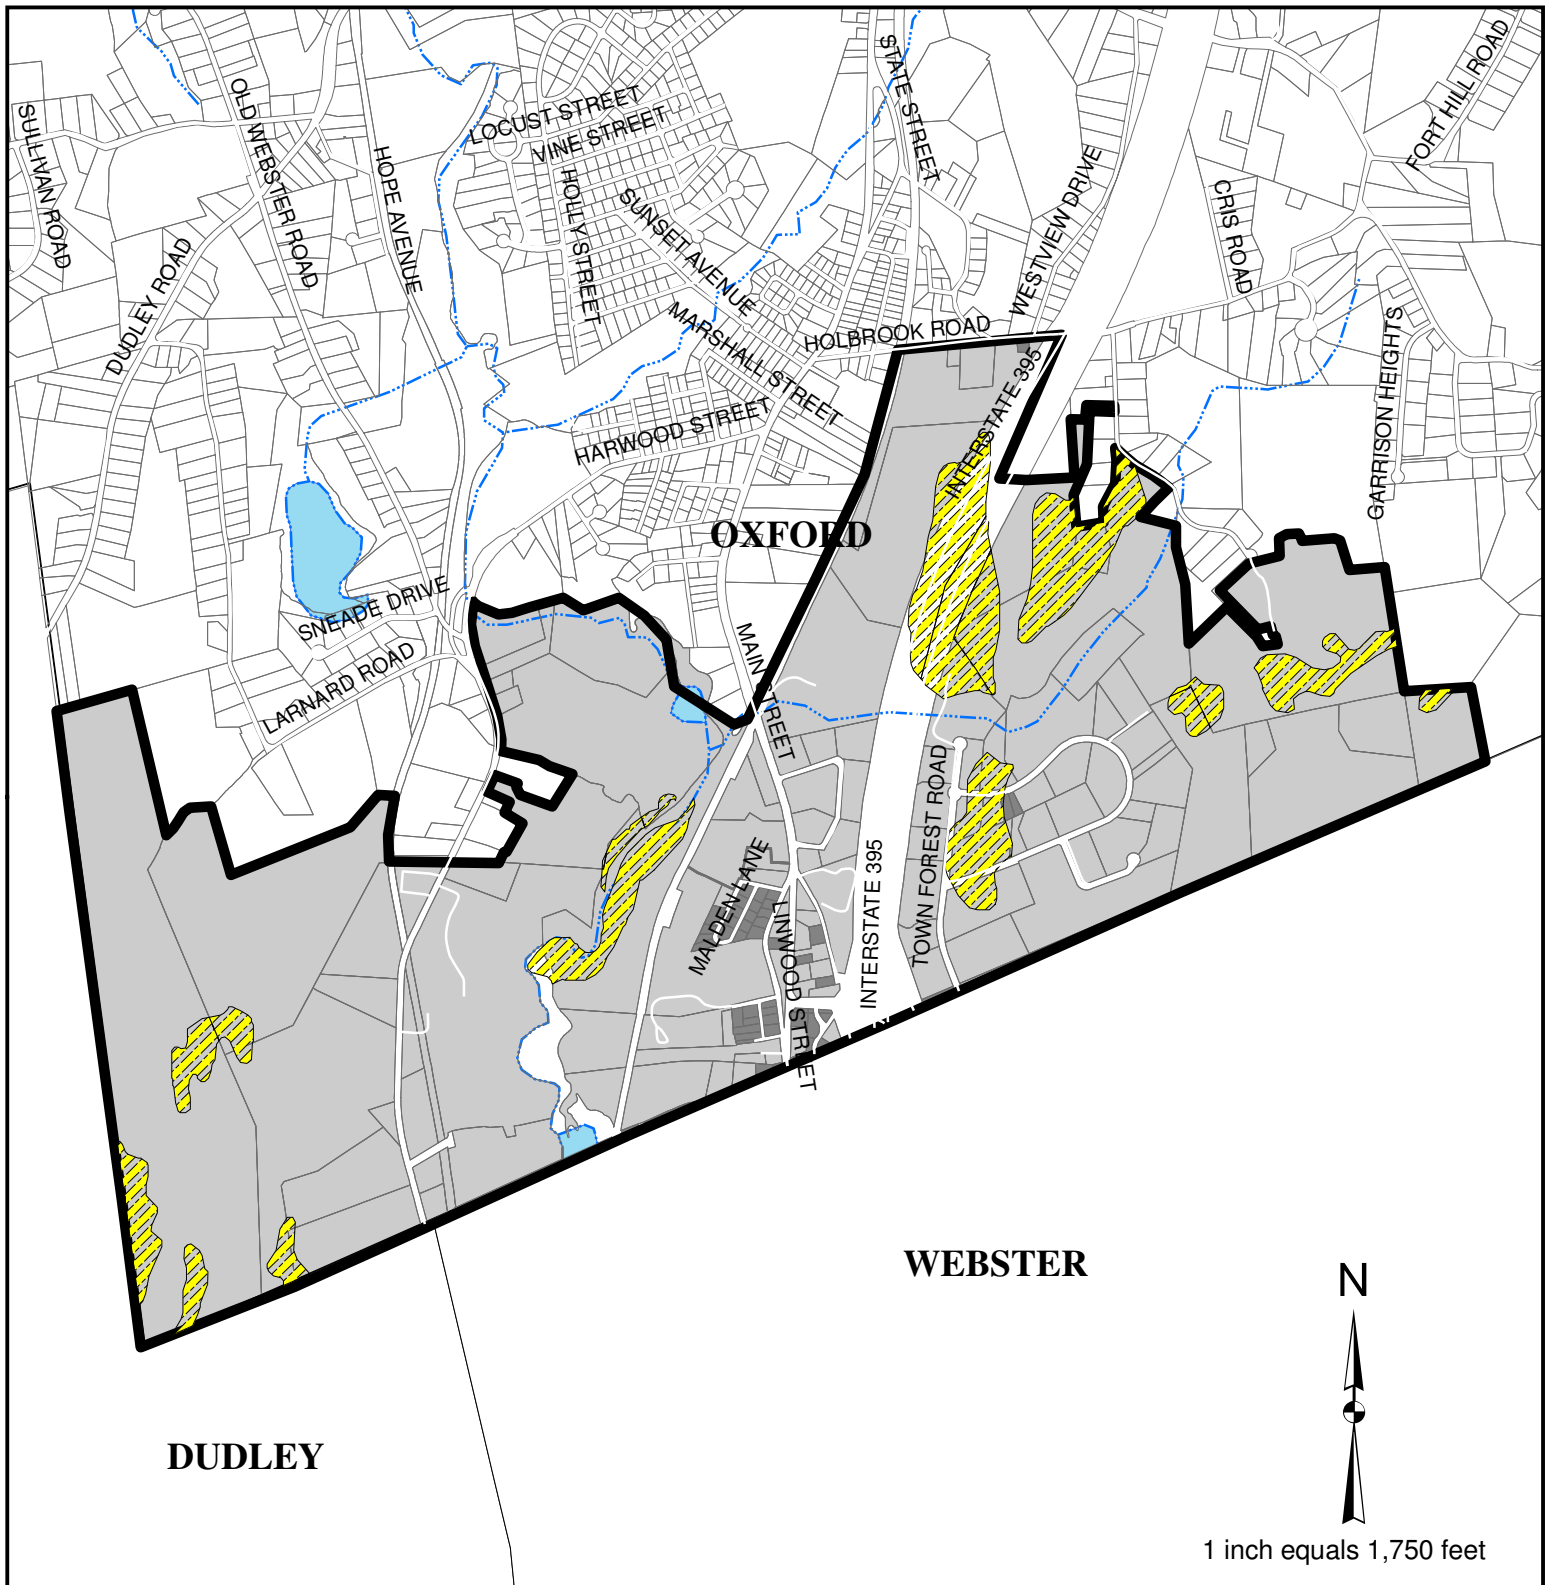 STATE STREET
FORT HILL ROAD
OLD WEBSTER ROAD
LOCUST STREET
VINE STREET
SULLIVAN ROAD
HOPE AVENUE
HOLLY STREET
SUNSET AVENUE
WESTVIEW DRIVE
CRIS ROAD
DUDLEY ROAD
MARSHALL STREET
HOLBROOK ROAD
INTERSTATE 395
GARRISON HEIGHTS
HARWOOD STREET
OXFORD
SNEADE DRIVE
LARNARD ROAD
MAIN STREET
TOWN FOREST ROAD
MALDEN LANE
INTERSTATE 395
LINWOOD STREET
WEBSTER
N
DUDLEY
1 inch equals 1,750 feet